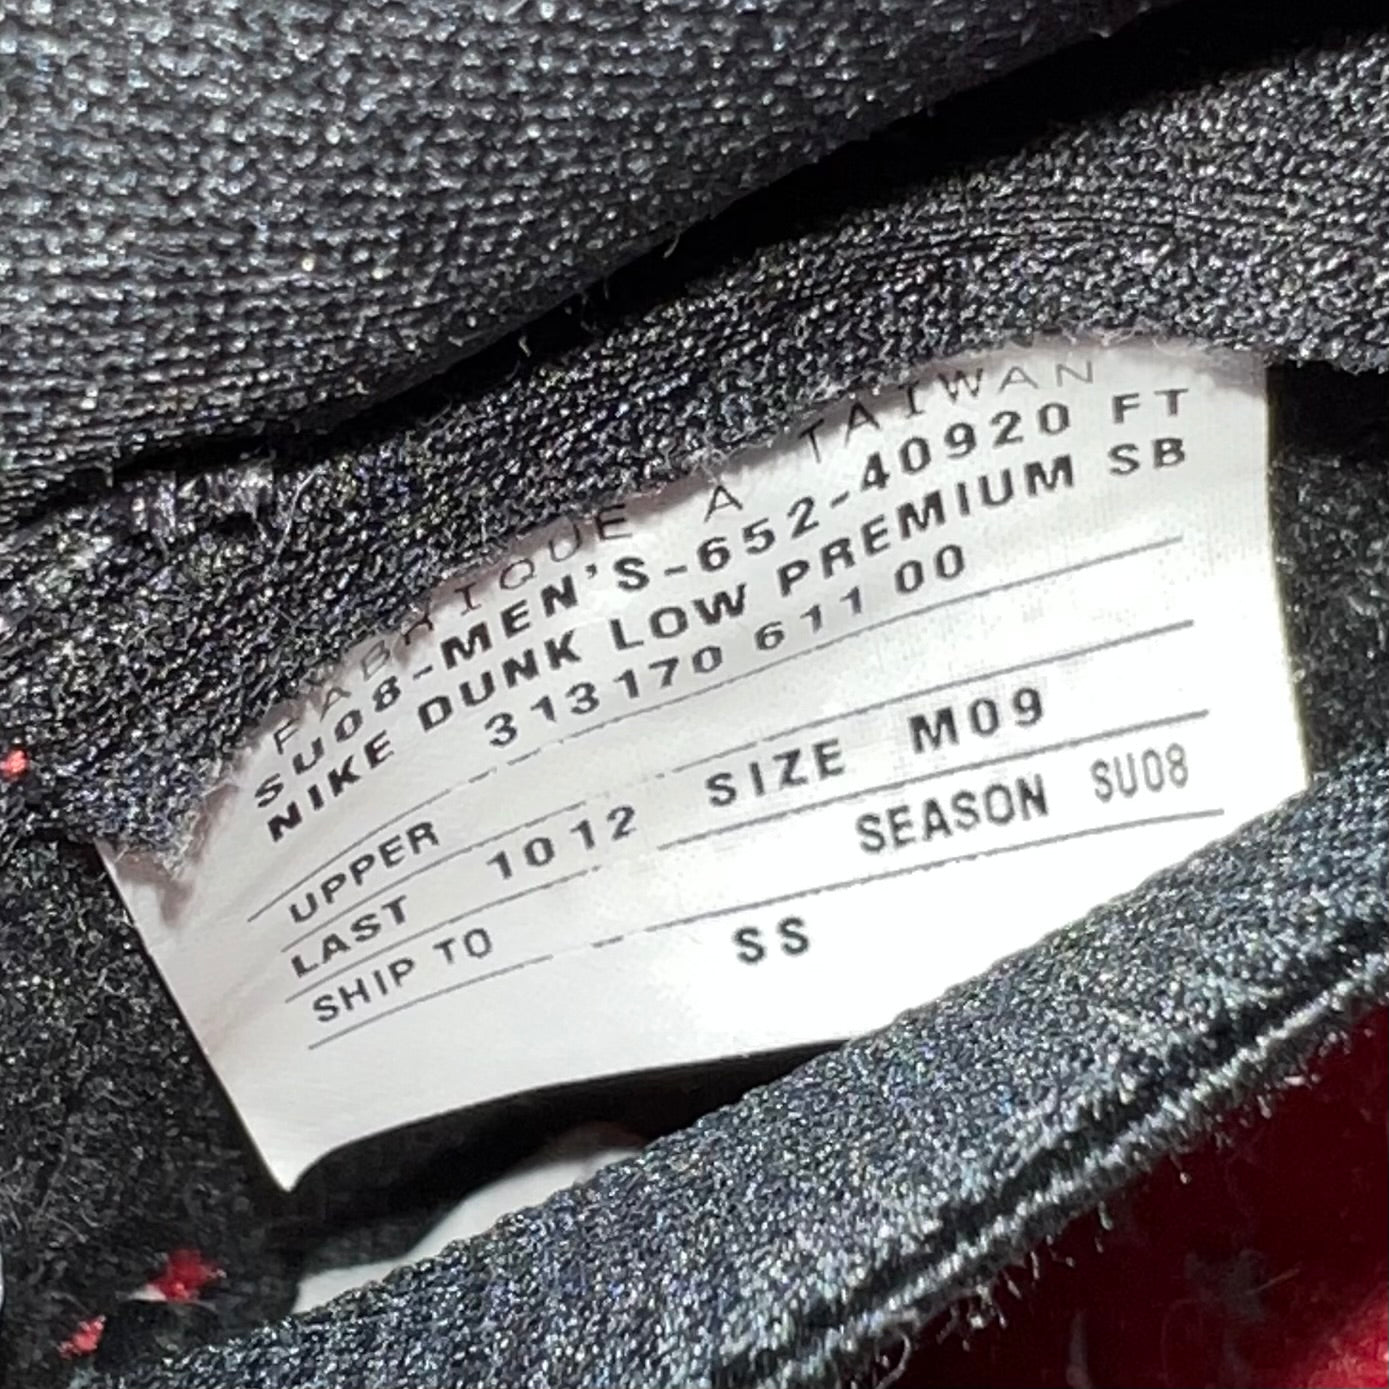 FABRIQUE A TAIWAN
SU08-MEN'S-652-40920 FT
NIKE DUNK LOW PREMIUM SB
313170 611 00
UPPER
LAST 1012 SIZE M09
SHIP TO SEASON SU08
SS